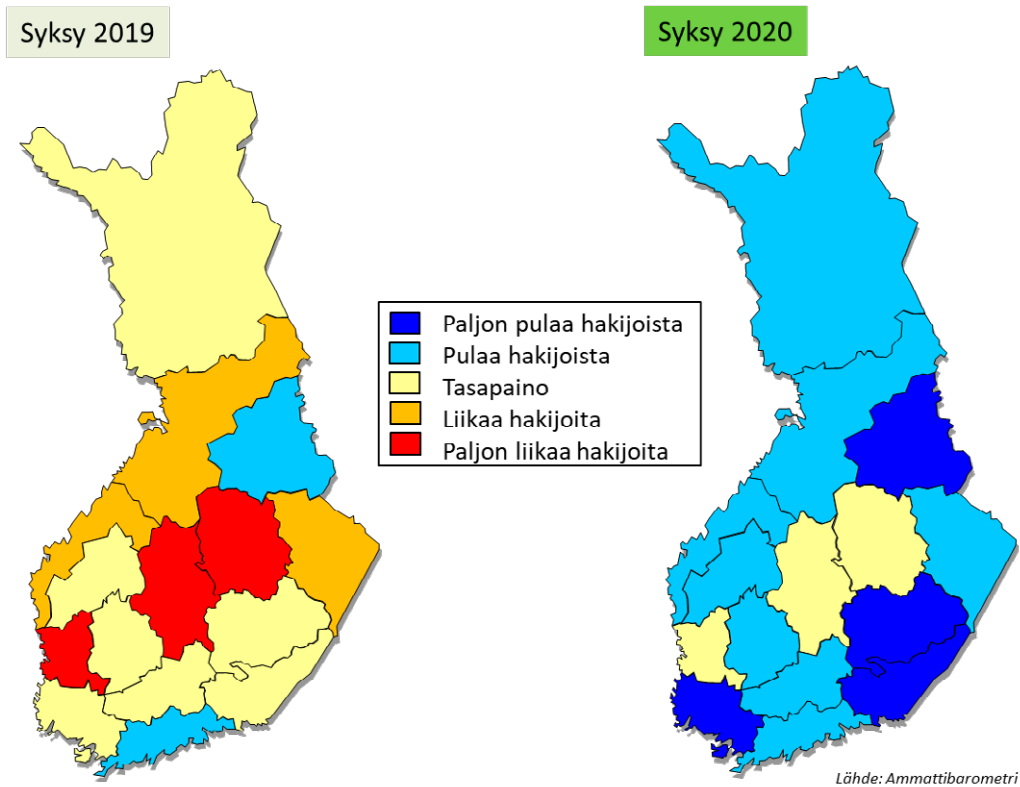 Syksy 2019
Syksy 2020
Paljon pulaa hakijoista
Pulaa hakijoista
Tasapaino
Liikaa hakijoita
Paljon liikaa hakijoita
Lähde: Ammattibarometri